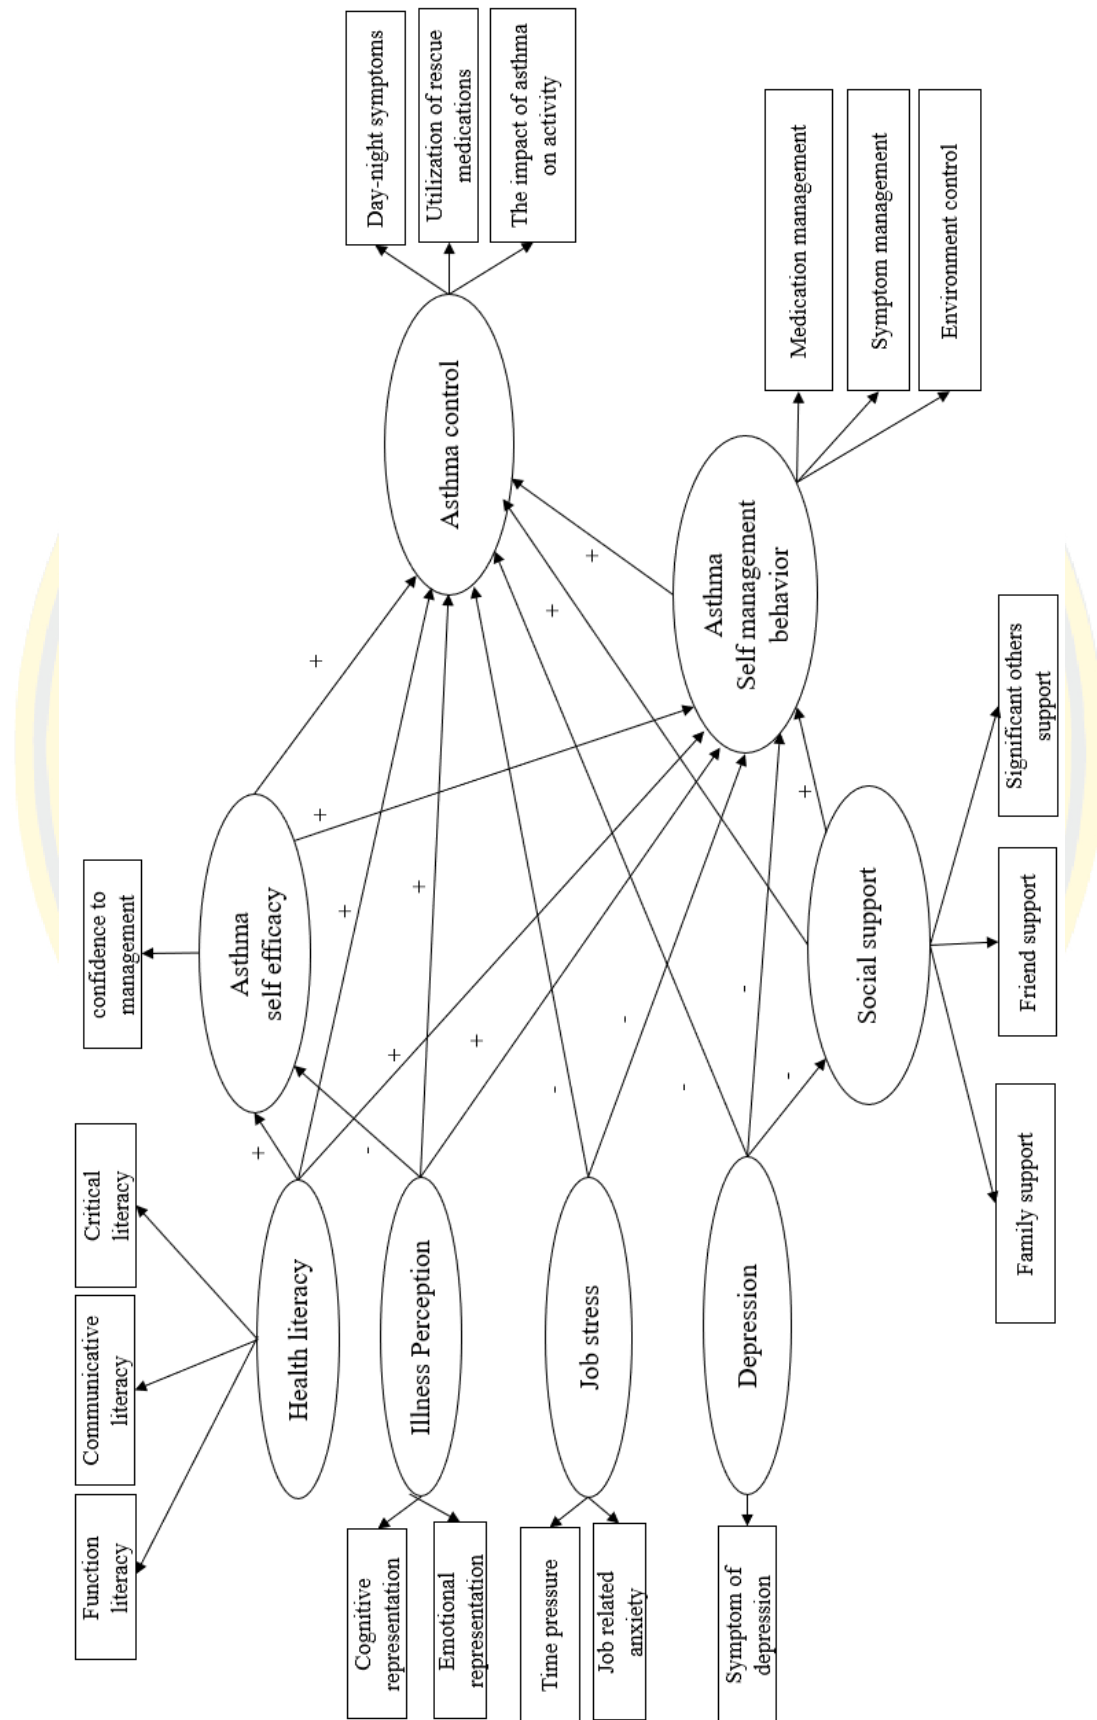 Function
literacy
Communicative
literacy
Critical
literacy
confidence to
management
Cognitive
representation
Emotional
representation
Time pressure
Job related
anxiety
Symptom of
depression
Health literacy
Illness Perception
Job stress
Depression
Asthma
self efficacy
Social support
Asthma control
Asthma
Self management
behavior
Day-night symptoms
Utilization of rescue
medications
The impact of asthma
on activity
Medication management
Symptom management
Environment control
Family support
Friend support
Significant others
support
+
-
+
+
+
+
+
+
-
-
-
-
-
+
+
+